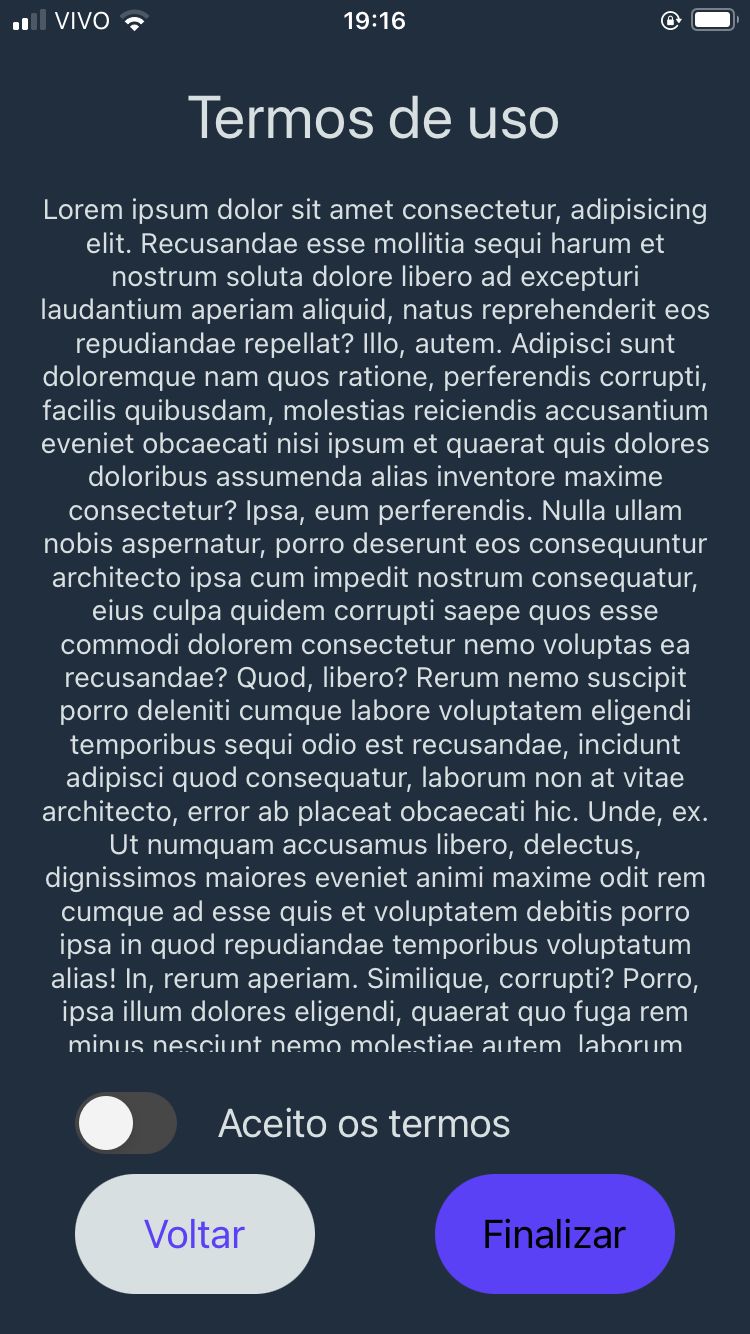 VIVO 19:16
Termos de uso
Lorem ipsum dolor sit amet consectetur, adipisicing
elit. Recusandae esse mollitia sequi harum et
nostrum soluta dolore libero ad excepturi
laudantium aperiam aliquid, natus reprehenderit eos
repudiandae repellat? Illo, autem. Adipisci sunt
doloremque nam quos ratione, perferendis corrupti,
facilis quibusdam, molestias reiciendis accusantium
eveniet obcaecati nisi ipsum et quaerat quis dolores
doloribus assumenda alias inventore maxime
consectetur? Ipsa, eum perferendis. Nulla ullam
nobis aspernatur, porro deserunt eos consequuntur
architecto ipsa cum impedit nostrum consequatur,
eius culpa quidem corrupti saepe quos esse
commodi dolorem consectetur nemo voluptas ea
recusandae? Quod, libero? Rerum nemo suscipit
porro deleniti cumque labore voluptatem eligendi
temporibus sequi odio est recusandae, incidunt
adipisci quod consequatur, laborum non at vitae
architecto, error ab placeat obcaecati hic. Unde, ex.
Ut numquam accusamus libero, delectus,
dignissimos maiores eveniet animi maxime odit rem
cumque ad esse quis et voluptatem debitis porro
ipsa in quod repudiandae temporibus voluptatum
alias! In, rerum aperiam. Similique, corrupti? Porro,
ipsa illum dolores eligendi, quaerat quo fuga rem
minus nesciunt nemo molestiae autem, laborum
Aceito os termos
Voltar
Finalizar